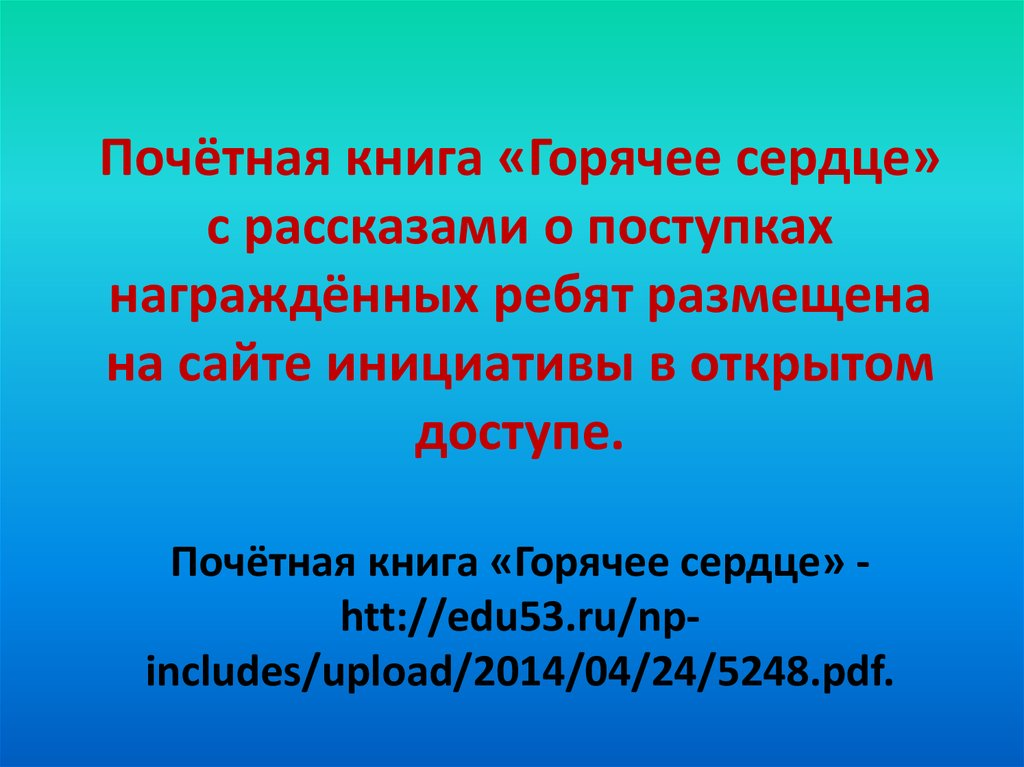 Почётная книга «Горячее сердце»
с рассказами о поступках
награждённых ребят размещена
на сайте инициативы в открытом
доступе.
Почётная книга «Горячее сердце» -
htt://edu53.ru/np-
includes/upload/2014/04/24/5248.pdf.